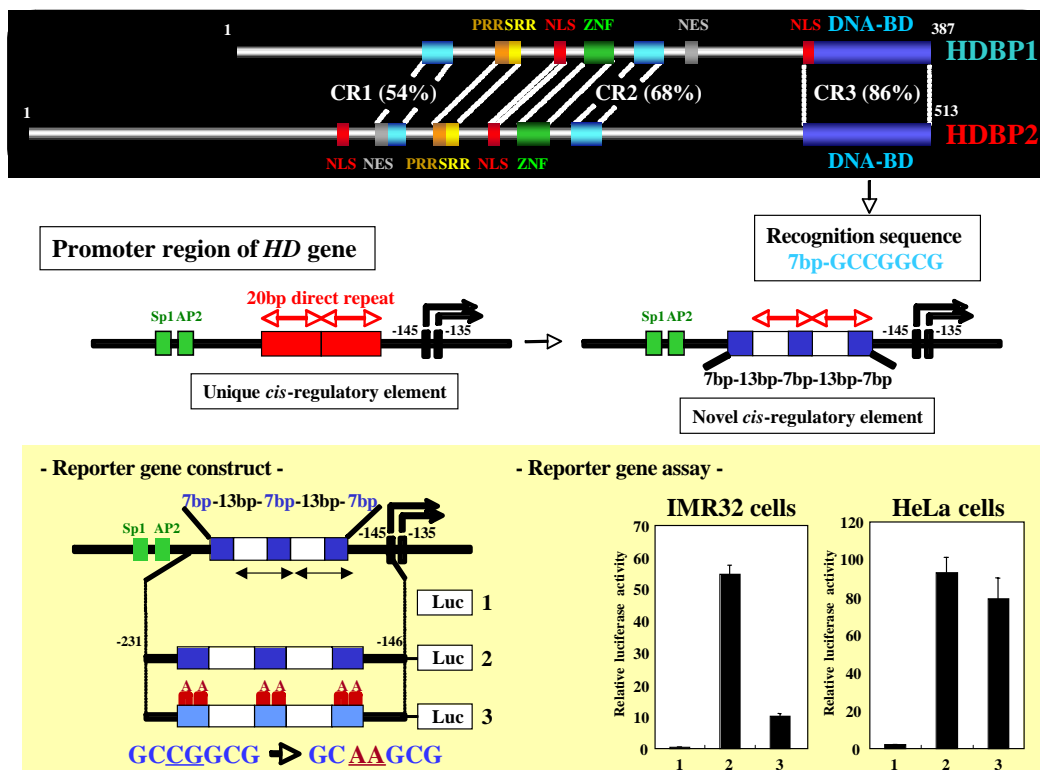 1
PRR SRR NLS ZNF NES NLS DNA-BD 387
HDBP1
CR1 (54%) CR2 (68%) CR3 (86%)
1 513
HDBP2
NLS NES PRR SRR NLS ZNF DNA-BD
Recognition sequence
7bp-GCCGGCG
Promoter region of HD gene
20bp direct repeat
Sp1 AP2 -145 -135
Unique cis-regulatory element
Sp1 AP2 -145 -135
7bp-13bp-7bp-13bp-7bp
Novel cis-regulatory element
- Reporter gene construct -
7bp-13bp-7bp-13bp-7bp
Sp1 AP2 -145 -135
Luc 1
-231 -146
Luc 2
A A A A A A
Luc 3
GCCGGCG GCAAGCG
- Reporter gene assay -
IMR32 cells
Relative luciferase activity
70
60
50
40
30
20
10
0
1 2 3
HeLa cells
Relative luciferase activity
120
100
80
60
40
20
0
1 2 3